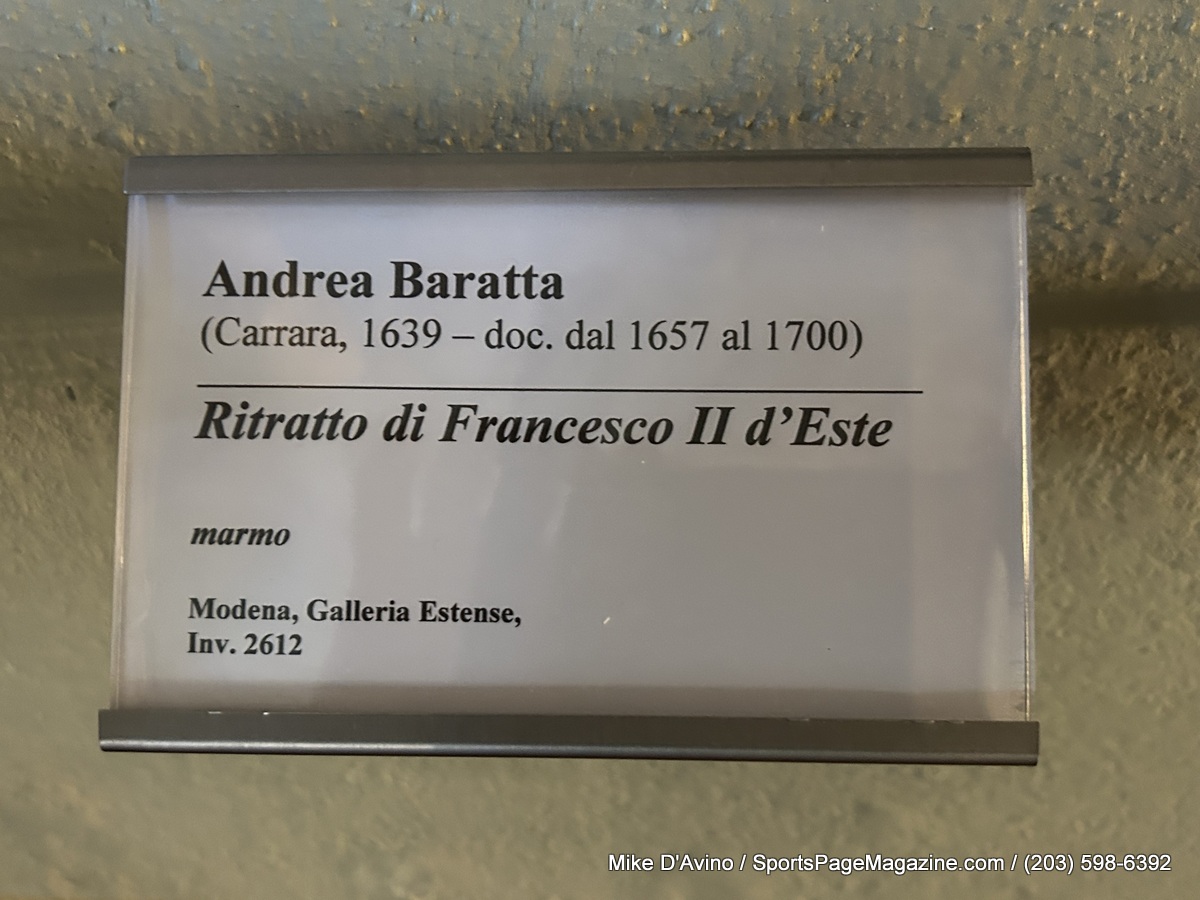 Andrea Baratta
(Carrara, 1639 – doc. dal 1657 al 1700)
Ritratto di Francesco II d’Este
marmo
Modena, Galleria Estense,
Inv. 2612
Mike D'Avino / SportsPageMagazine.com / (203) 598-6392